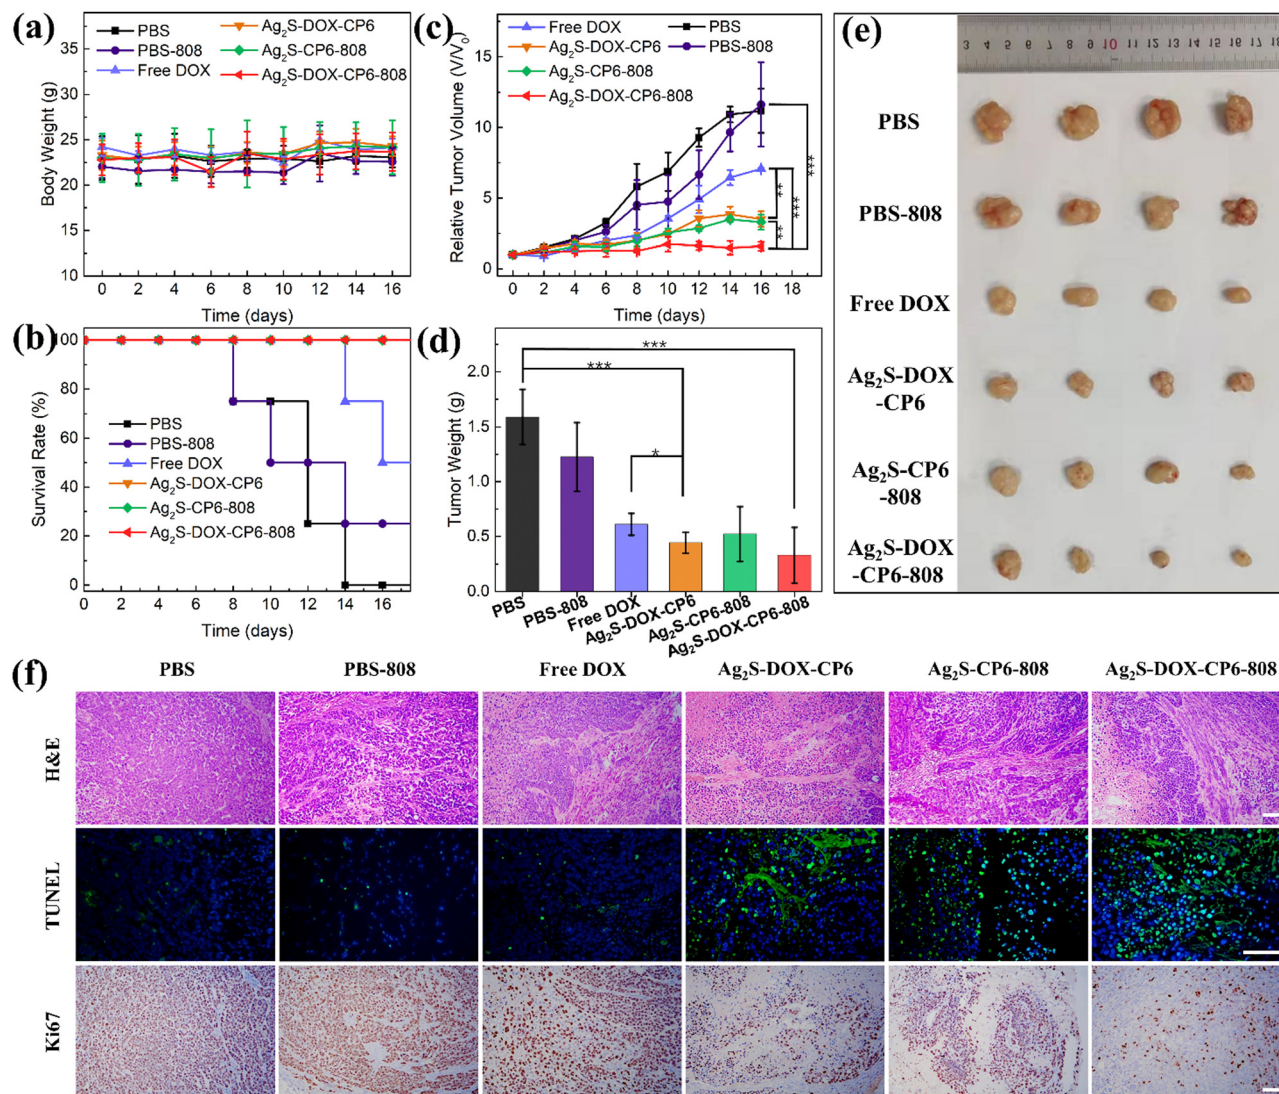 (a)
PBS
PBS-808
Free DOX
Ag₂S-DOX-CP6
Ag₂S-CP6-808
Ag₂S-DOX-CP6-808
Body Weight (g)
35
30
25
20
15
10
0 2 4 6 8 10 12 14 16
Time (days)
(c)
Free DOX
Ag₂S-DOX-CP6
Ag₂S-CP6-808
Ag₂S-DOX-CP6-808
PBS
PBS-808
Relative Tumor Volume (V/V₀)
15
10
5
0
**
**
***
***
0 2 4 6 8 10 12 14 16 18
Time (days)
(e)
3 4 5 6 7 8 9 10 11 12 13 14 15 16 17 18
PBS
PBS-808
Free DOX
Ag₂S-DOX
-CP6
Ag₂S-CP6
-808
Ag₂S-DOX
-CP6-808
(b)
Survival Rate (%)
100
75
50
25
0
PBS
PBS-808
Free DOX
Ag₂S-DOX-CP6
Ag₂S-CP6-808
Ag₂S-DOX-CP6-808
0 2 4 6 8 10 12 14 16
Time (days)
(d)
Tumor Weight (g)
2.0
1.5
1.0
0.5
0.0
***
***
*
PBS
PBS-808
Free DOX
Ag₂S-DOX-CP6
Ag₂S-CP6-808
Ag₂S-DOX-CP6-808
(f)
PBS PBS-808 Free DOX Ag₂S-DOX-CP6 Ag₂S-CP6-808 Ag₂S-DOX-CP6-808
H&E
TUNEL
Ki67